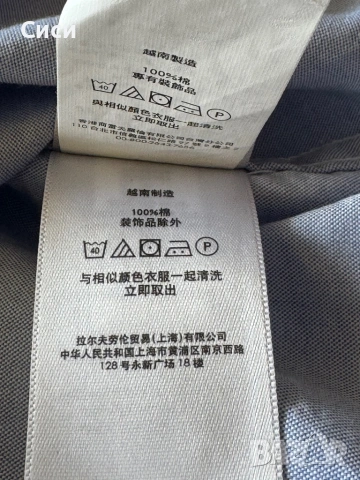 Сиси
越南製造
100%棉
專有裝飾品
40 P
與相似顏色衣服一起清洗
立即取出
越南制造
100%棉
装饰品除外
40 P
与相似颜色衣服一起清洗
立即取出
拉尔夫劳伦贸易(上海)有限公司
中华人民共和国上海市黄浦区南京西路
128号永新广场18楼